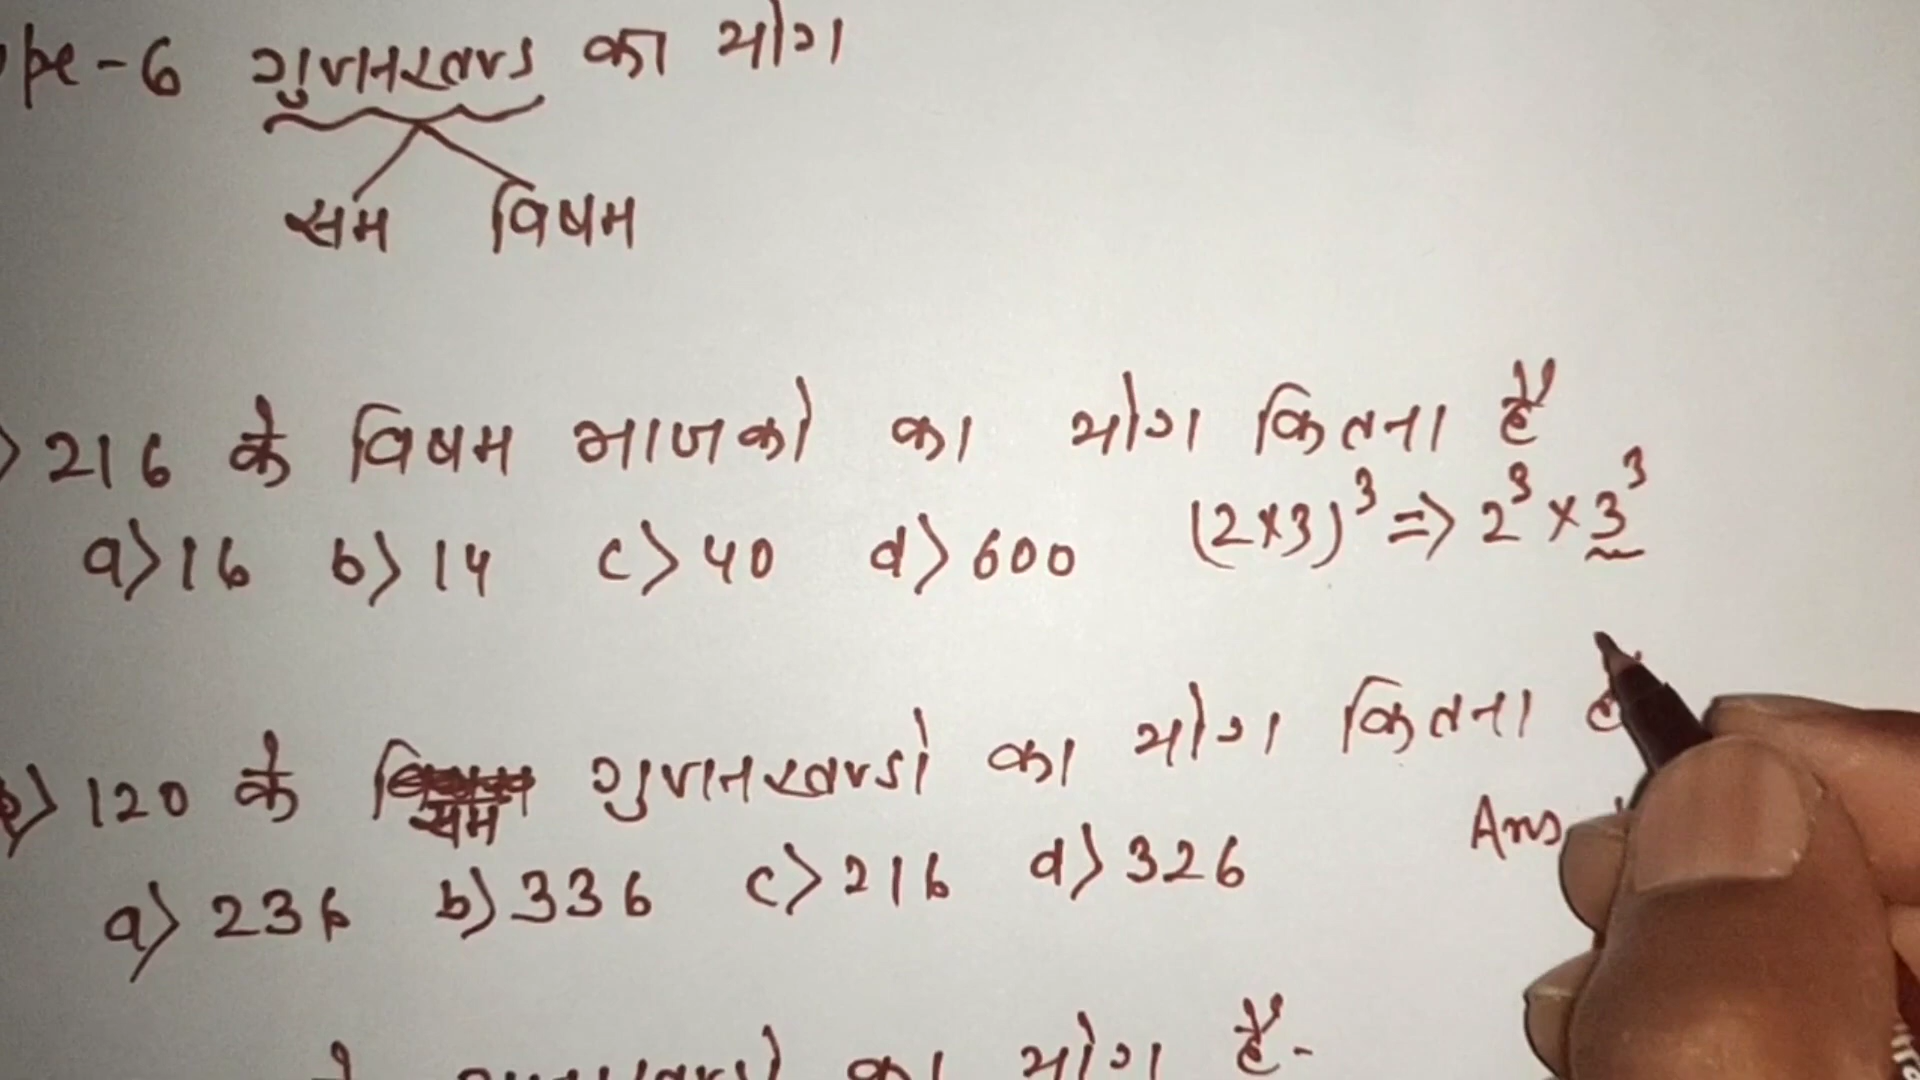 pe-6 गुणनखण्ड का योग
सम विषम
216 के विषम भाजको का योग कितना है
a) 16 b) 14 c) 40 d) 600 (2×3)³ => 2³ × 3³
120 के सम गुणनखण्डो का योग कितना
a) 236 b) 336 c) 216 d) 326 Ans
का योग है-